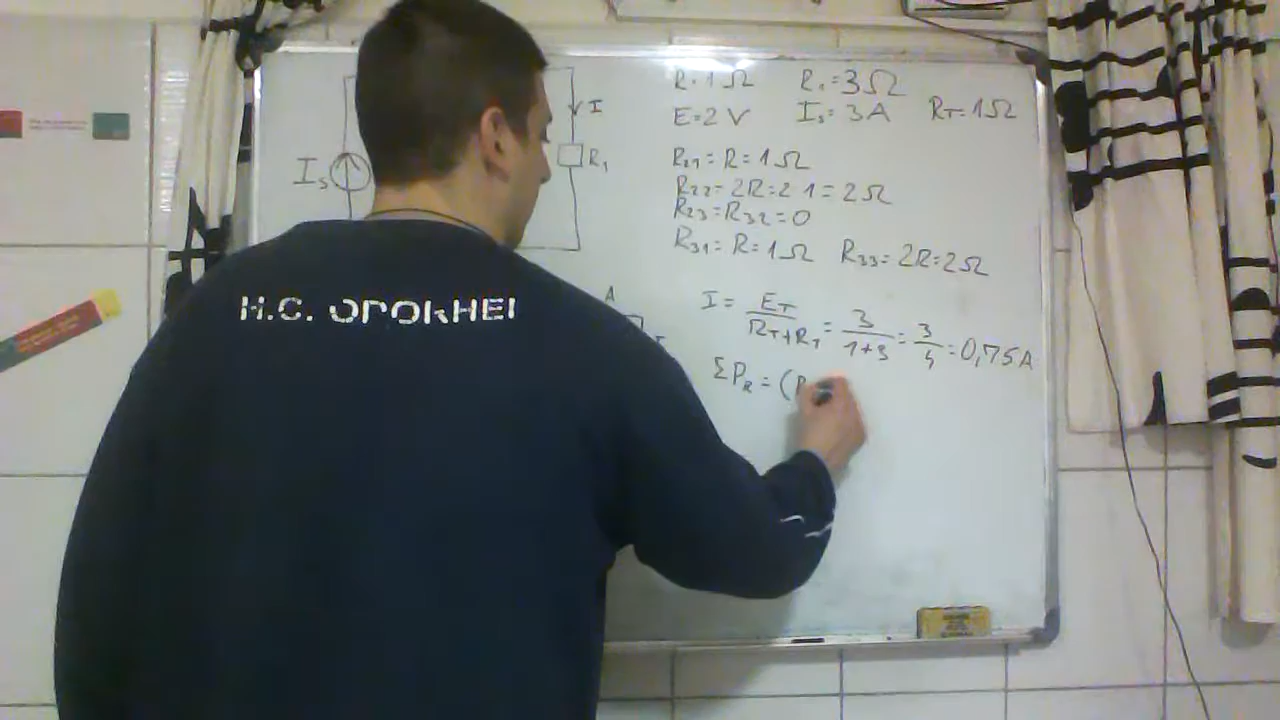 R=1Ω R₁=3Ω
E=2V Iₛ=3A R_T=1Ω
Iₛ
I
R₁
R₂₁=R=1Ω
R₂₂=2R=2·1=2Ω
R₂₃=R₃₂=0
R₃₁=R=1Ω R₃₃=2R=2Ω
A
I = E_T / (R_T+R₁) = 3 / (1+3) = 3/4 = 0,75A
ΣP_R = (